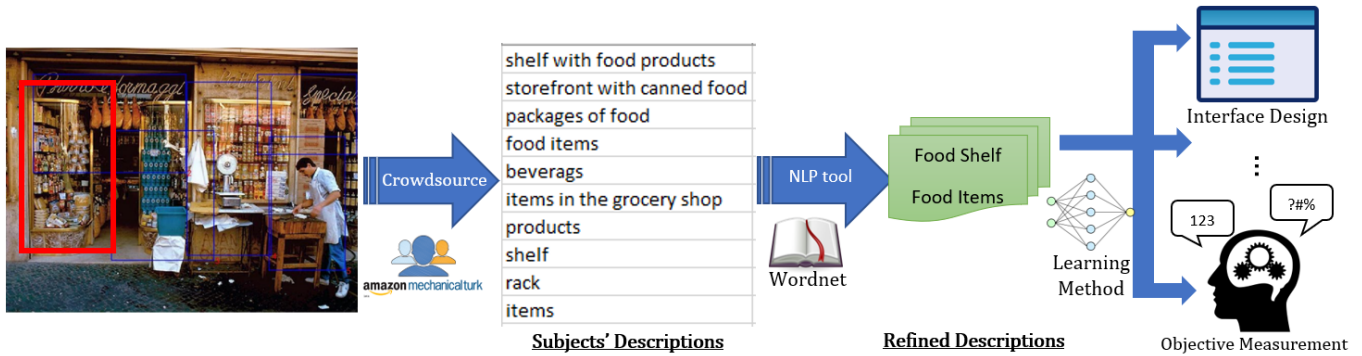 Crowdsource
amazon mechanicalturk
shelf with food products
storefront with canned food
packages of food
food items
beverags
items in the grocery shop
products
shelf
rack
items
Subjects' Descriptions
NLP tool
Wordnet
Food Shelf
Food Items
Refined Descriptions
Learning
Method
Interface Design
...
123
?#%
Objective Measurement